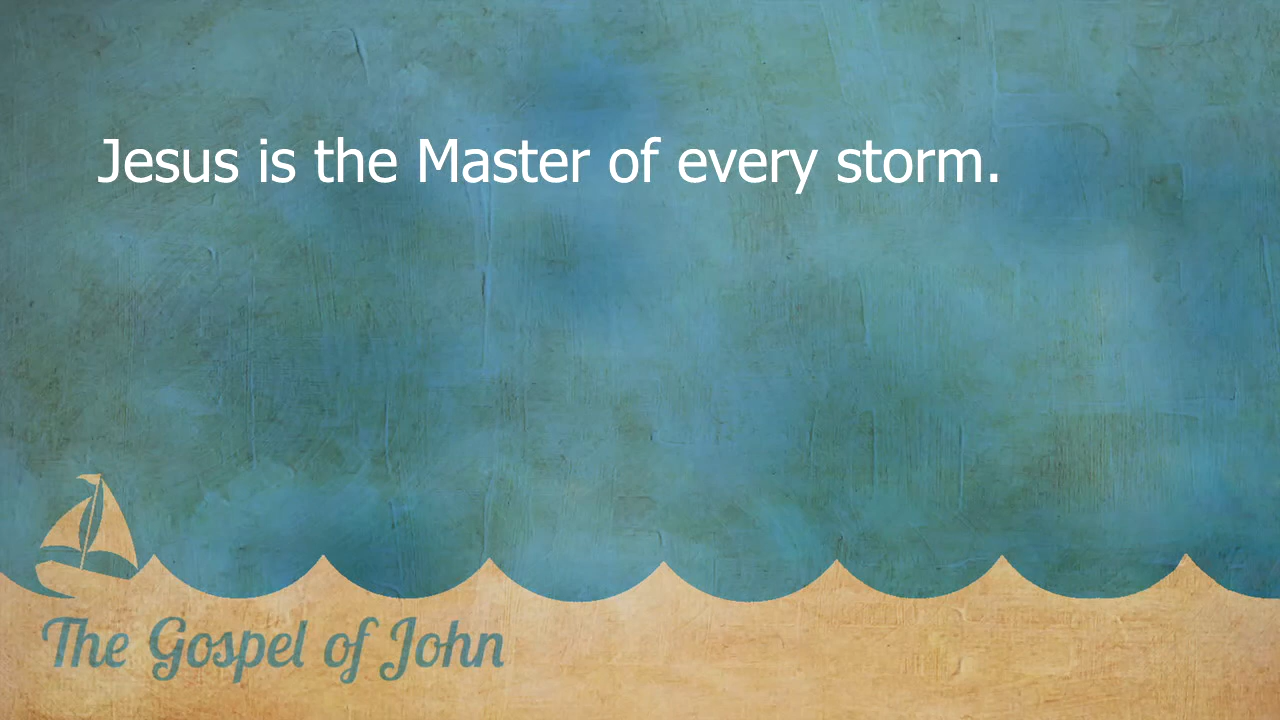 Jesus is the Master of every storm.
The Gospel of John